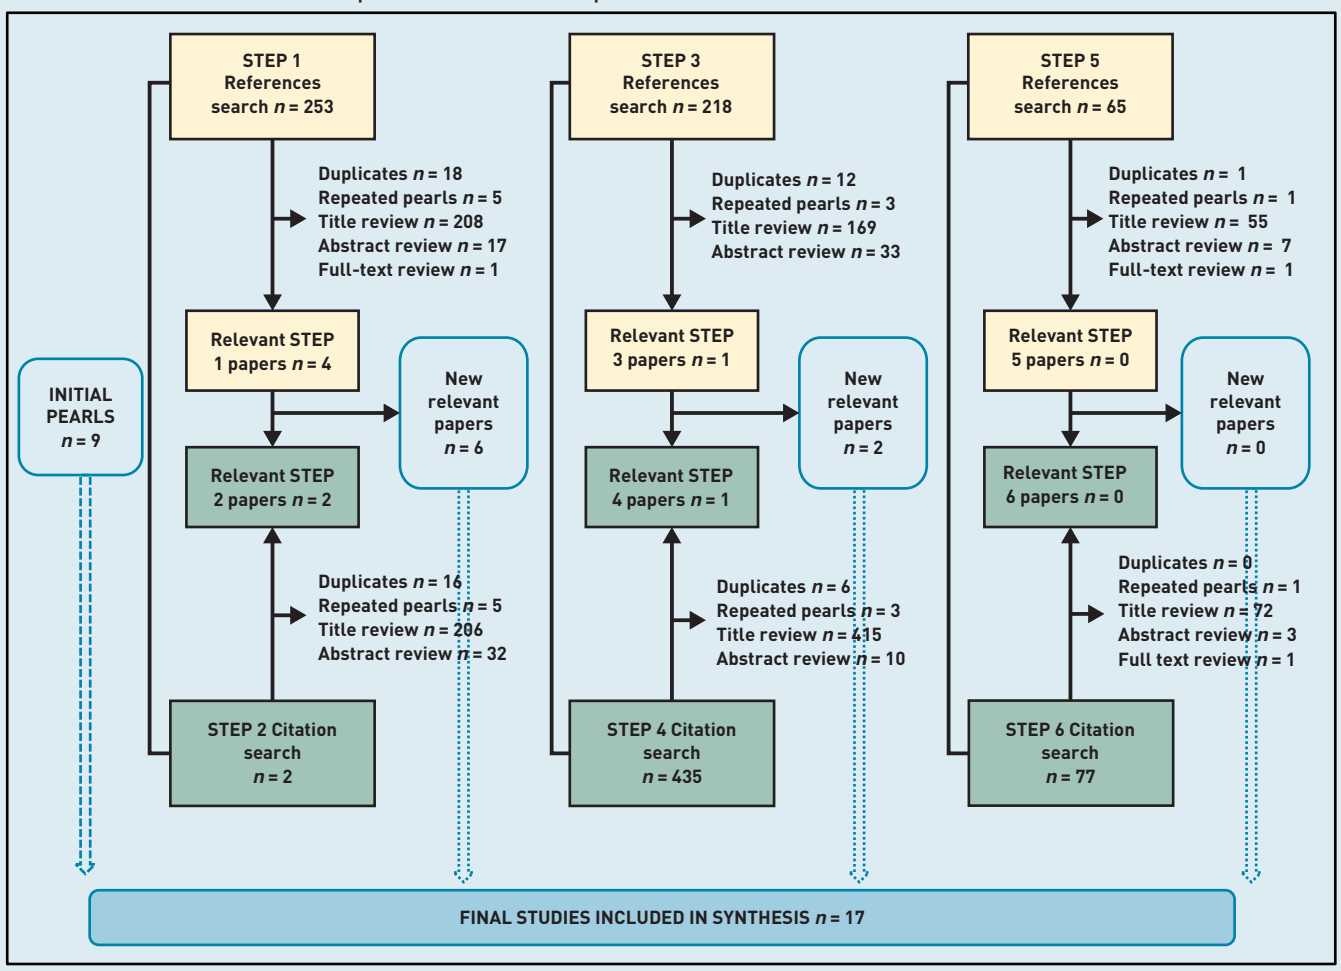 STEP 1
References
search n = 253
Duplicates n = 18
Repeated pearls n = 5
Title review n = 208
Abstract review n = 17
Full-text review n = 1
Relevant STEP
1 papers n = 4
INITIAL
PEARLS
n = 9
New
relevant
papers
n = 6
Relevant STEP
2 papers n = 2
Duplicates n = 16
Repeated pearls n = 5
Title review n = 206
Abstract review n = 32
STEP 2 Citation
search
n = 2
STEP 3
References
search n = 218
Duplicates n = 12
Repeated pearls n = 3
Title review n = 169
Abstract review n = 33
Relevant STEP
3 papers n = 1
New
relevant
papers
n = 2
Relevant STEP
4 papers n = 1
Duplicates n = 6
Repeated pearls n = 3
Title review n = 415
Abstract review n = 10
STEP 4 Citation
search
n = 435
STEP 5
References
search n = 65
Duplicates n = 1
Repeated pearls n = 1
Title review n = 55
Abstract review n = 7
Full-text review n = 1
Relevant STEP
5 papers n = 0
New
relevant
papers
n = 0
Relevant STEP
6 papers n = 0
Duplicates n = 0
Repeated pearls n = 1
Title review n = 72
Abstract review n = 3
Full text review n = 1
STEP 6 Citation
search
n = 77
FINAL STUDIES INCLUDED IN SYNTHESIS n = 17